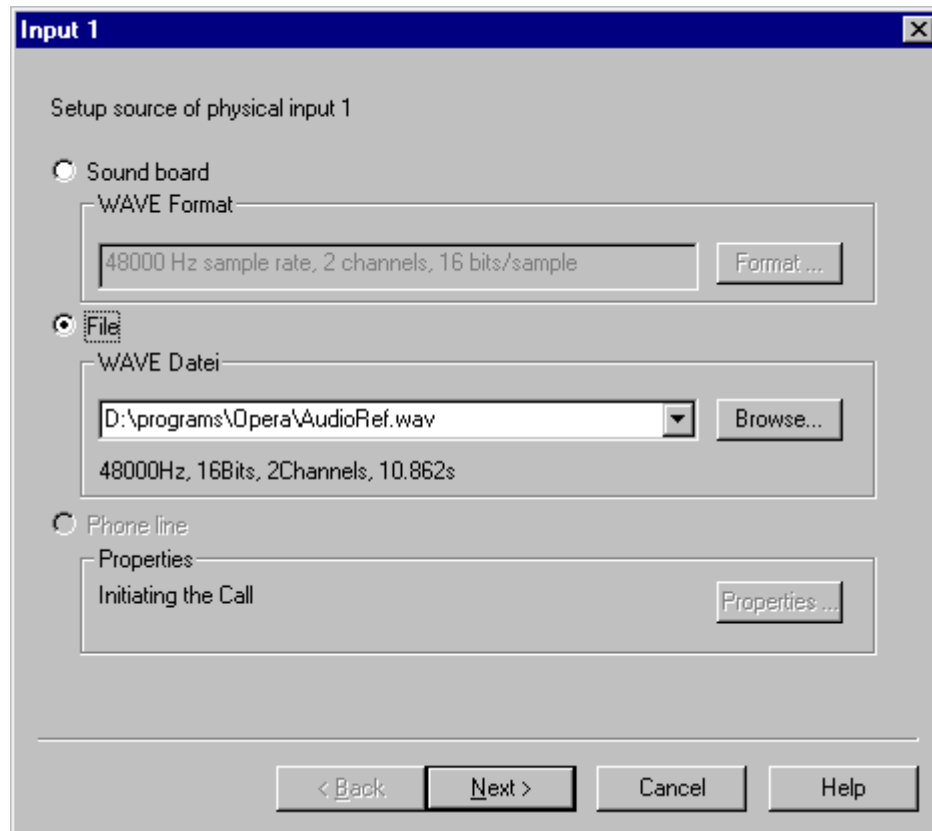 Input 1
Setup source of physical input 1
Sound board
WAVE Format
48000 Hz sample rate, 2 channels, 16 bits/sample
Format ...
File
WAVE Datei
D:\programs\Opera\AudioRef.wav
Browse...
48000Hz, 16Bits, 2Channels, 10.862s
Phone line
Properties
Initiating the Call
Properties ...
< Back
Next >
Cancel
Help